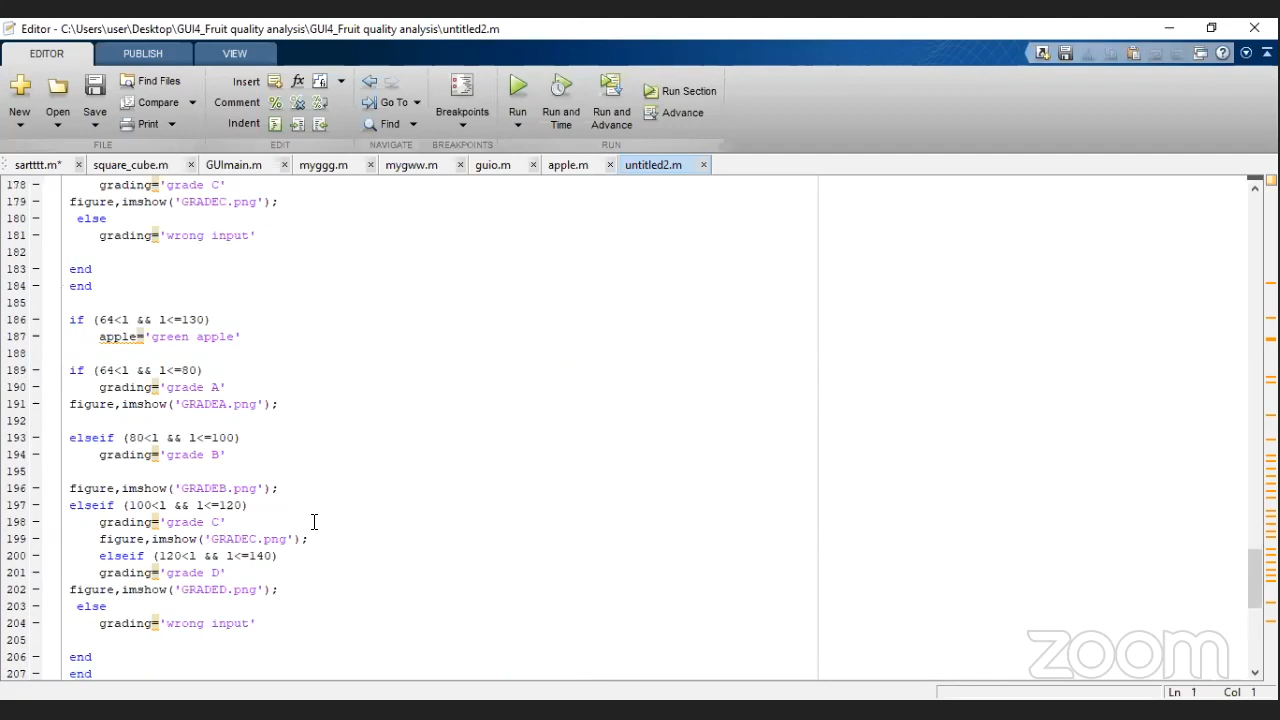 Editor - C:\Users\user\Desktop\GUI4_Fruit quality analysis\GUI4_Fruit quality analysis\untitled2.m
EDITOR PUBLISH VIEW
New Open Save Find Files Compare Print Insert Comment Indent Go To Find Breakpoints Run Run and Time Run and Advance Run Section Advance
FILE EDIT NAVIGATE BREAKPOINTS RUN
sartttt.m* square_cube.m GUImain.m myggg.m mygww.m guio.m apple.m untitled2.m
178 grading='grade C'
179 figure,imshow('GRADEC.png');
180 else
181 grading='wrong input'
182
183 end
184 end
185
186 if (64<l && l<=130)
187 apple='green apple'
188
189 if (64<l && l<=80)
190 grading='grade A'
191 figure,imshow('GRADEA.png');
192
193 elseif (80<l && l<=100)
194 grading='grade B'
195
196 figure,imshow('GRADEB.png');
197 elseif (100<l && l<=120)
198 grading='grade C'
199 figure,imshow('GRADEC.png');
200 elseif (120<l && l<=140)
201 grading='grade D'
202 figure,imshow('GRADED.png');
203 else
204 grading='wrong input'
205
206 end
207 end
zoom
Ln 1 Col 1